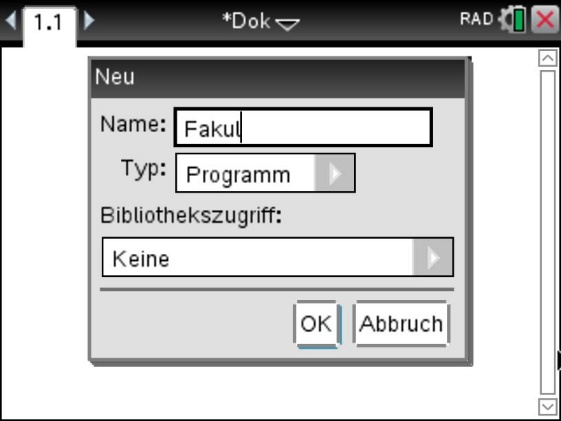 1.1 *Dok RAD
Neu
Name: Fakul
Typ: Programm
Bibliothekszugriff:
Keine
OK Abbruch